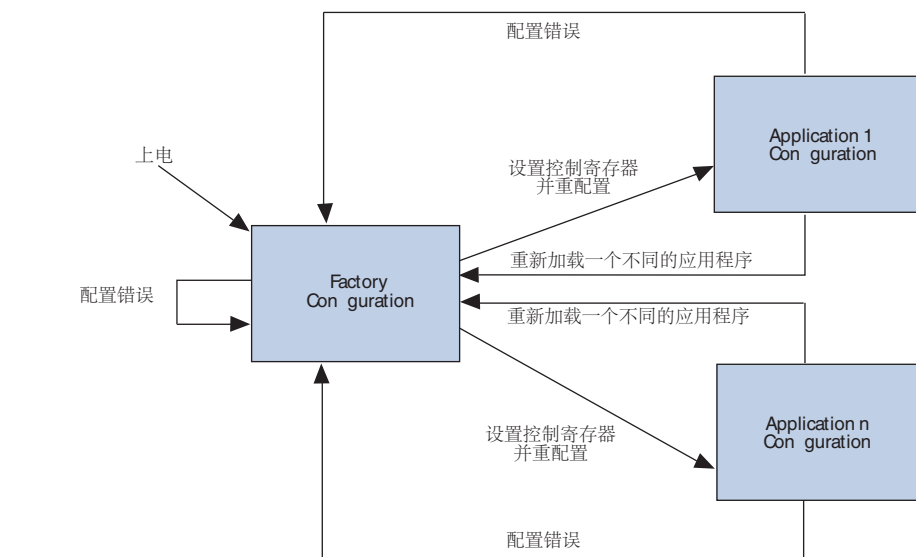 配置错误
Application 1
Con guration
上电
设置控制寄存器
并重配置
重新加载一个不同的应用程序
Factory
Con guration
配置错误
重新加载一个不同的应用程序
Application n
Con guration
设置控制寄存器
并重配置
配置错误